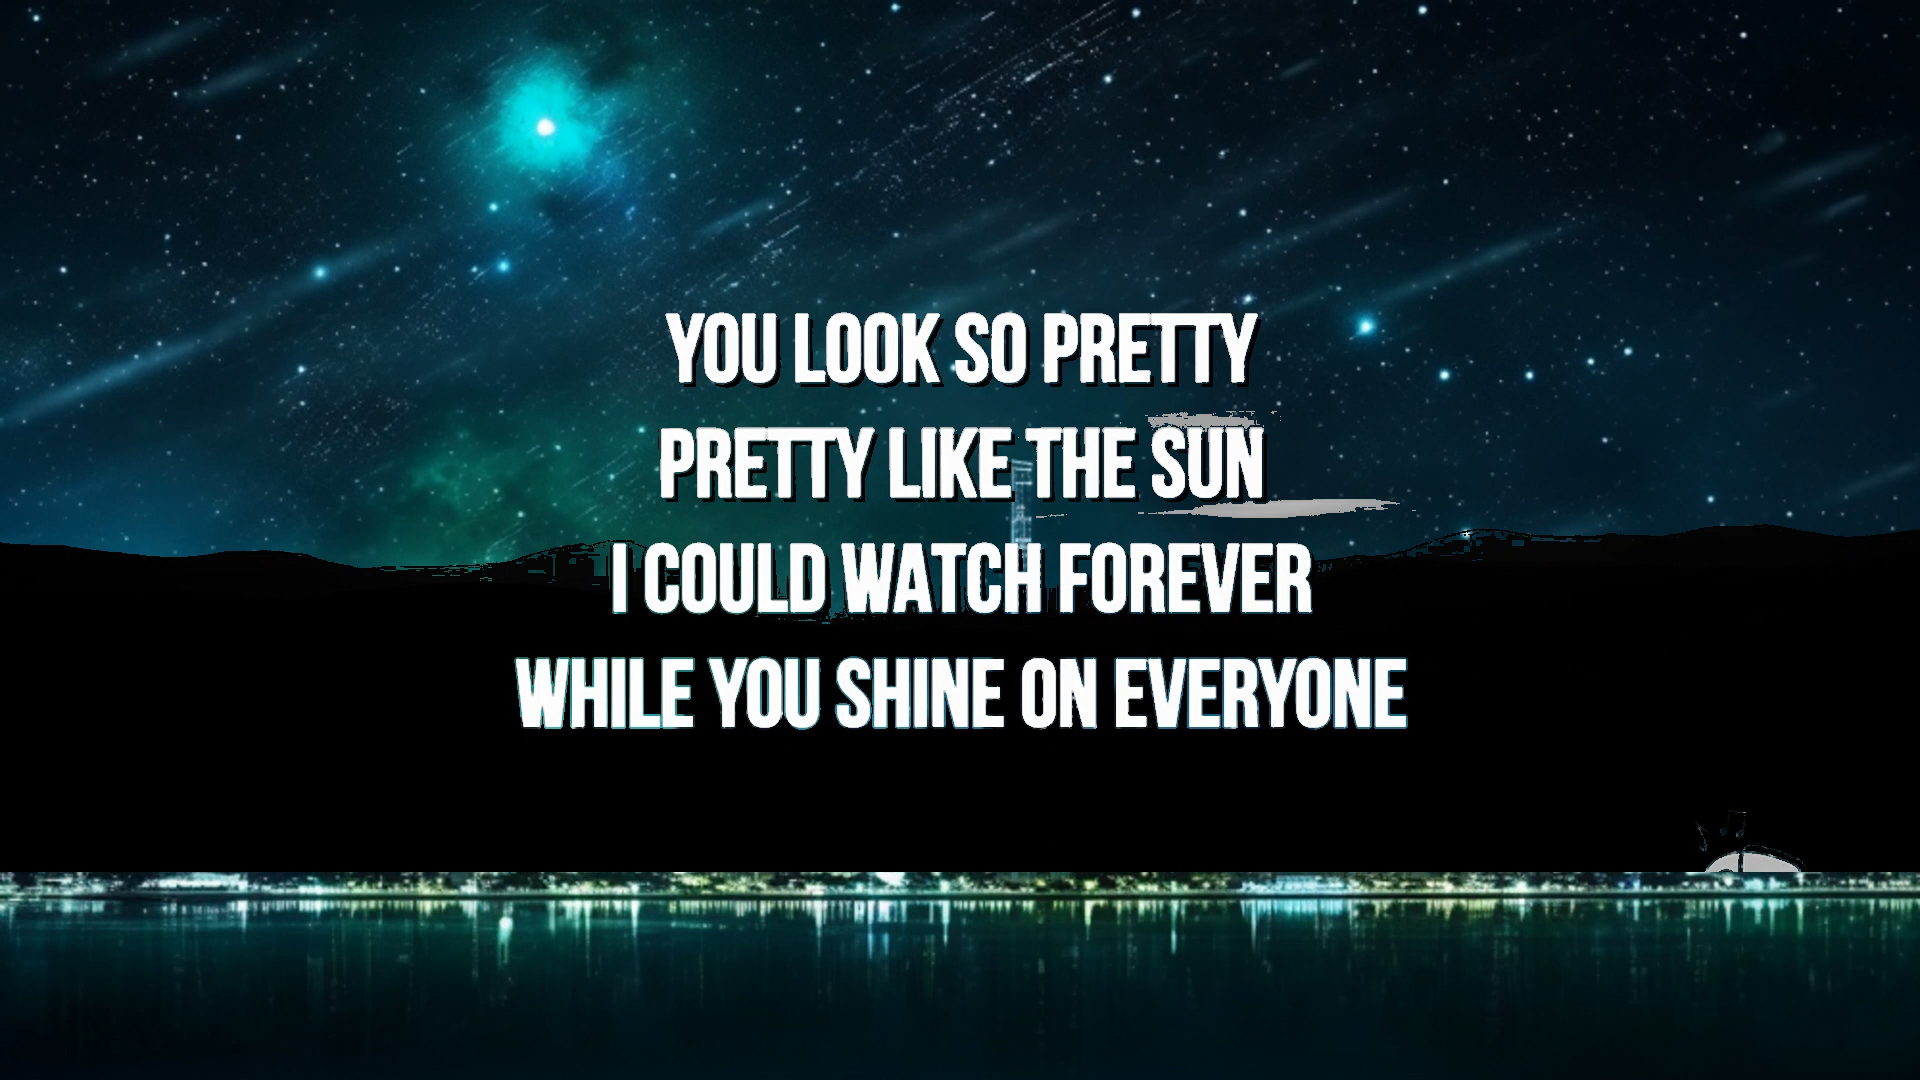 YOU LOOK SO PRETTY
PRETTY LIKE THE SUN
I COULD WATCH FOREVER
WHILE YOU SHINE ON EVERYONE